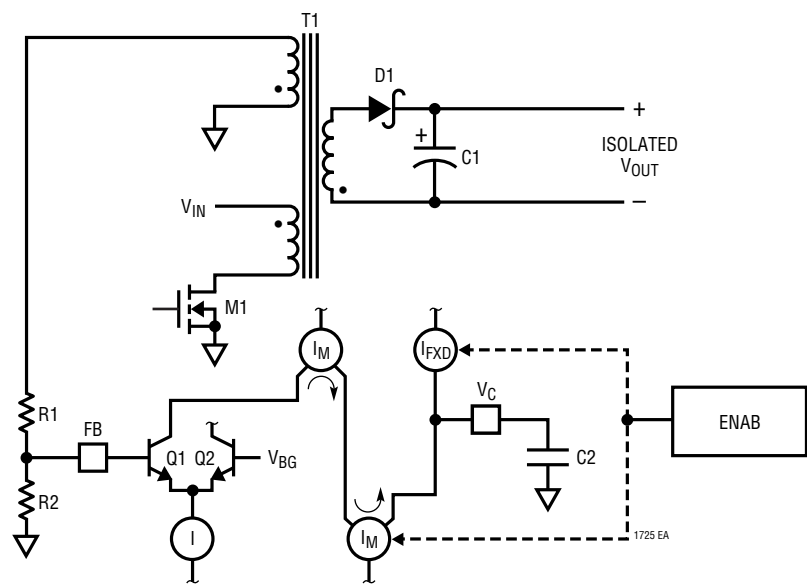 T1
D1
+
+
C1
ISOLATED
VOUT
–
VIN
M1
IM
IFXD
VC
ENAB
R1
FB
Q1
Q2
VBG
C2
R2
I
IM
1725 EA